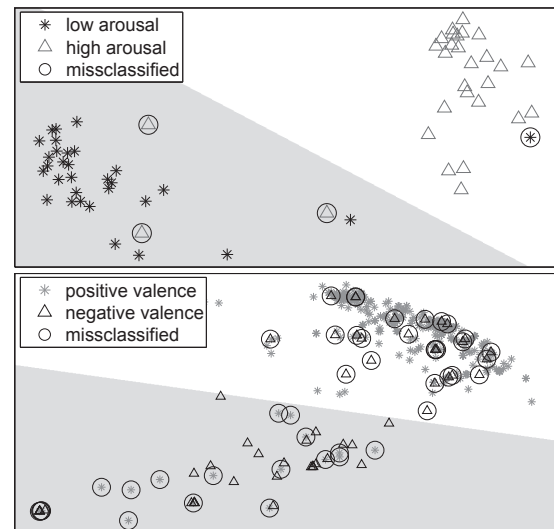 low arousal
high arousal
missclassified
positive valence
negative valence
missclassified